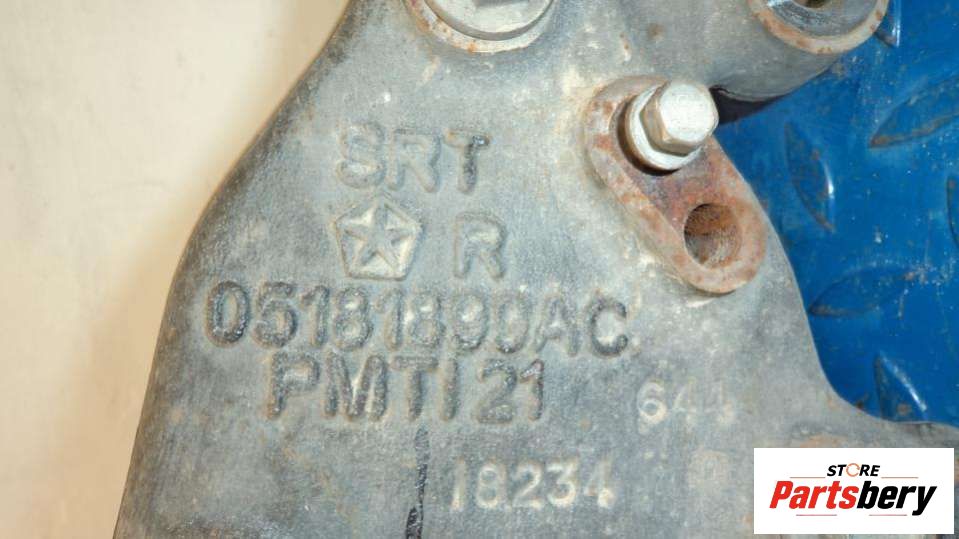 SRT
R
05181890AC
PMTI 21
644
18234
STORE
Partsbery